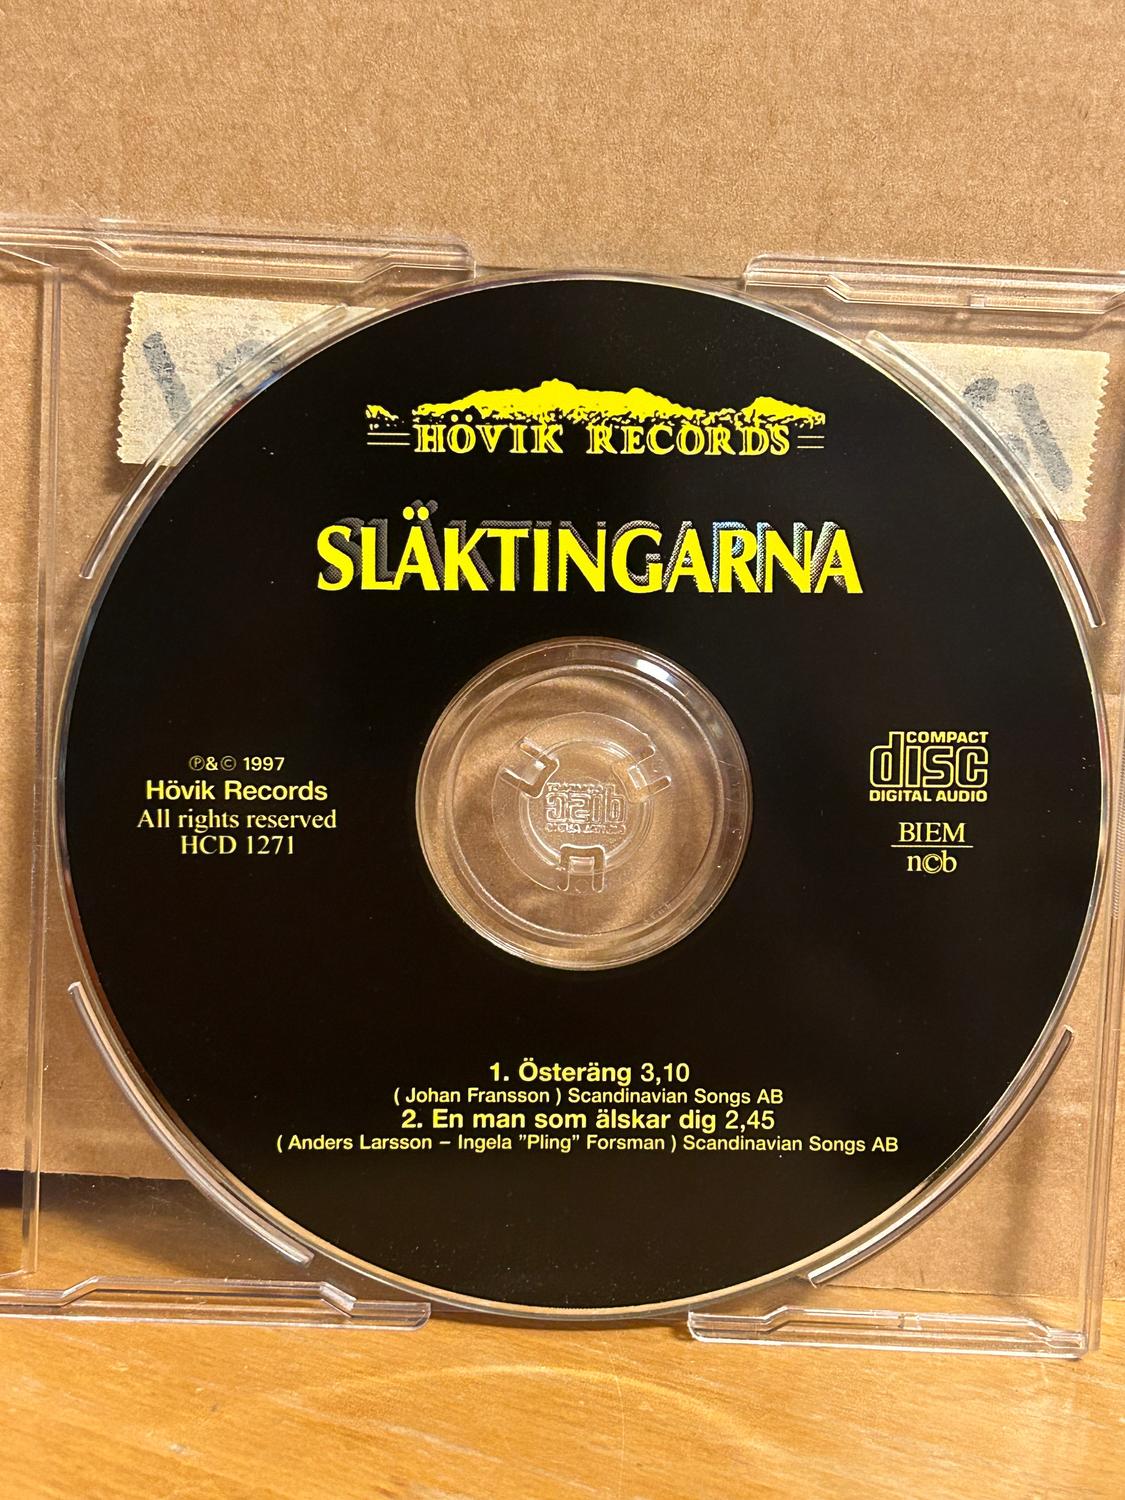 HÖVIK RECORDS
SLÄKTINGARNA
℗&© 1997
Hövik Records
All rights reserved
HCD 1271
COMPACT
disc
DIGITAL AUDIO
BIEM
n©b
1. Österäng 3,10
( Johan Fransson ) Scandinavian Songs AB
2. En man som älskar dig 2,45
( Anders Larsson – Ingela ”Pling” Forsman ) Scandinavian Songs AB